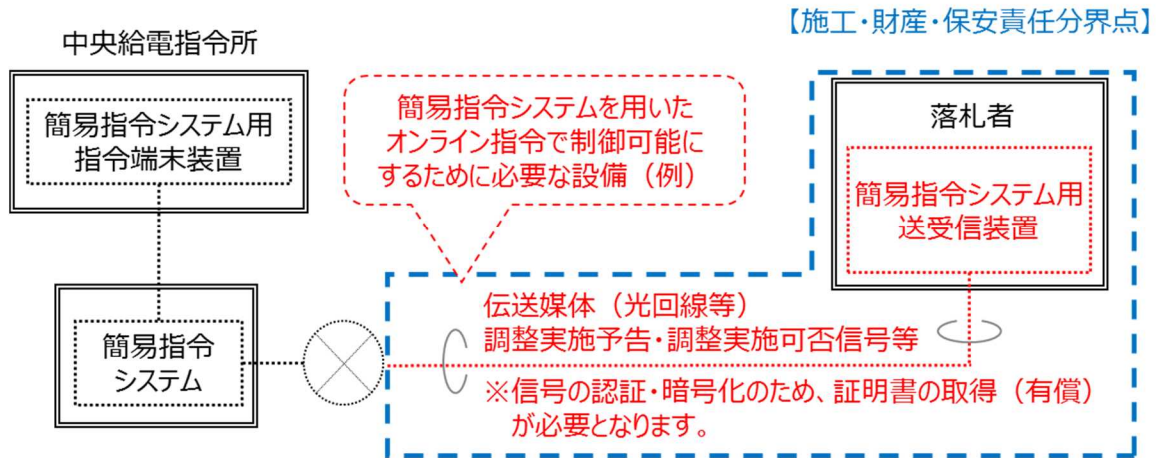 【施工・財産・保安責任分界点】
中央給電指令所
簡易指令システム用
指令端末装置
簡易指令システムを用いた
オンライン指令で制御可能に
するために必要な設備（例）
落札者
簡易指令システム用
送受信装置
簡易指令
システム
伝送媒体（光回線等）
調整実施予告・調整実施可否信号等
※信号の認証・暗号化のため、証明書の取得（有償）
が必要となります。